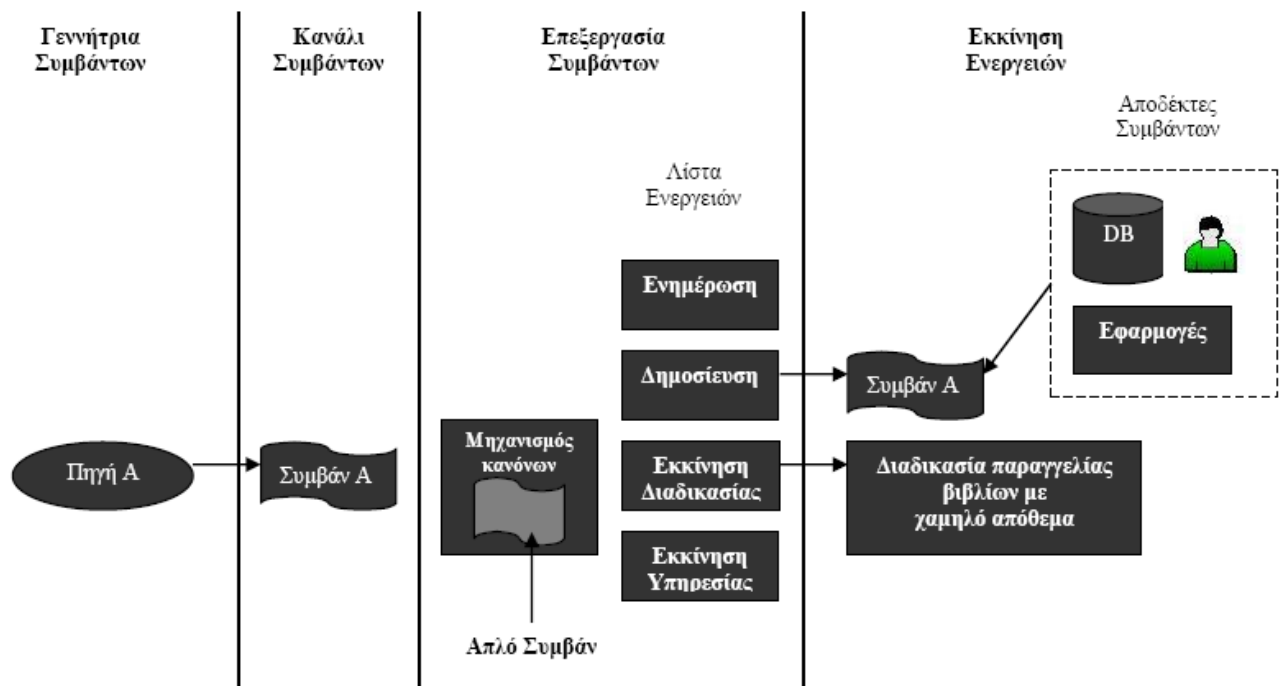 Γεννήτρια
Συμβάντων
Κανάλι
Συμβάντων
Επεξεργασία
Συμβάντων
Εκκίνηση
Ενεργειών
Αποδέκτες
Συμβάντων
Λίστα
Ενεργειών
DB
Ενημέρωση
Εφαρμογές
Δημοσίευση
Συμβάν Α
Πηγή Α
Συμβάν Α
Μηχανισμός
κανόνων
Εκκίνηση
Διαδικασίας
Διαδικασία παραγγελίας
βιβλίων με
χαμηλό απόθεμα
Εκκίνηση
Υπηρεσίας
Απλό Συμβάν